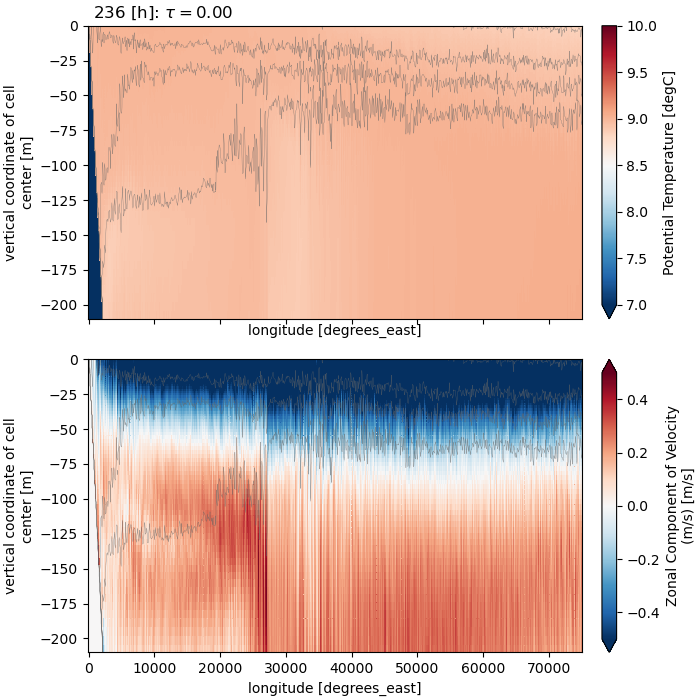 236 [h]: τ = 0.00
0
−25
−50
−75
−100
−125
−150
−175
−200
vertical coordinate of cell
center [m]
longitude [degrees_east]
10.0
9.5
9.0
8.5
8.0
7.5
7.0
Potential Temperature [degC]
0
−25
−50
−75
−100
−125
−150
−175
−200
vertical coordinate of cell
center [m]
0 10000 20000 30000 40000 50000 60000 70000
longitude [degrees_east]
0.4
0.2
0.0
−0.2
−0.4
Zonal Component of Velocity
(m/s) [m/s]